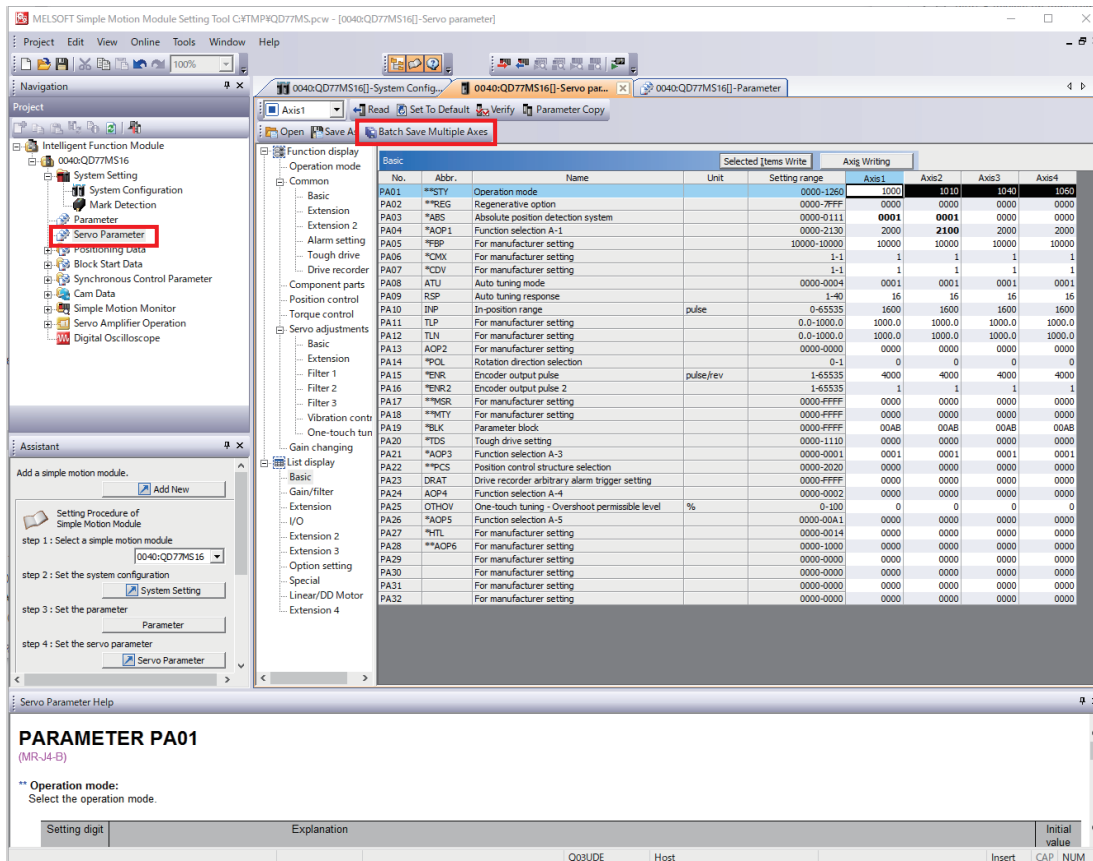 MELSOFT Simple Motion Module Setting Tool C:¥TMP¥QD77MS.pcw - [0040:QD77MS16[]-Servo parameter]
Project Edit View Online Tools Window Help
100%
Navigation
Project
Intelligent Function Module
0040:QD77MS16
System Setting
System Configuration
Mark Detection
Parameter
Servo Parameter
Positioning Data
Block Start Data
Synchronous Control Parameter
Cam Data
Simple Motion Monitor
Servo Amplifier Operation
Digital Oscilloscope
Assistant
Add a simple motion module.
Add New
Setting Procedure of
Simple Motion Module
step 1 : Select a simple motion module
0040:QD77MS16
step 2 : Set the system configuration
System Setting
step 3 : Set the parameter
Parameter
step 4 : Set the servo parameter
Servo Parameter
0040:QD77MS16[]-System Config... 0040:QD77MS16[]-Servo par... 0040:QD77MS16[]-Parameter
Axis1 Read Set To Default Verify Parameter Copy
Open Save As Batch Save Multiple Axes
Function display
Operation mode
Common
Basic
Extension
Extension 2
Alarm setting
Tough drive
Drive recorder
Component parts
Position control
Torque control
Servo adjustments
Basic
Extension
Filter 1
Filter 2
Filter 3
Vibration contr
One-touch tun
Gain changing
List display
Basic
Gain/filter
Extension
I/O
Extension 2
Extension 3
Option setting
Special
Linear/DD Motor
Extension 4
Basic Selected Items Write Axis Writing
No. Abbr. Name Unit Setting range Axis1 Axis2 Axis3 Axis4
PA01 **STY Operation mode 0000-1260 1000 1010 1040 1060
PA02 **REG Regenerative option 0000-7FFF 0000 0000 0000 0000
PA03 *ABS Absolute position detection system 0000-0111 0001 0001 0000 0000
PA04 *AOP1 Function selection A-1 0000-2130 2000 2100 2000 2000
PA05 *FBP For manufacturer setting 10000-10000 10000 10000 10000 10000
PA06 *CMX For manufacturer setting 1-1 1 1 1 1
PA07 *CDV For manufacturer setting 1-1 1 1 1 1
PA08 ATU Auto tuning mode 0000-0004 0001 0001 0001 0001
PA09 RSP Auto tuning response 1-40 16 16 16 16
PA10 INP In-position range pulse 0-65535 1600 1600 1600 1600
PA11 TLP For manufacturer setting 0.0-1000.0 1000.0 1000.0 1000.0 1000.0
PA12 TLN For manufacturer setting 0.0-1000.0 1000.0 1000.0 1000.0 1000.0
PA13 AOP2 For manufacturer setting 0000-0000 0000 0000 0000 0000
PA14 *POL Rotation direction selection 0-1 0 0 0 0
PA15 *ENR Encoder output pulse pulse/rev 1-65535 4000 4000 4000 4000
PA16 *ENR2 Encoder output pulse 2 1-65535 1 1 1 1
PA17 **MSR For manufacturer setting 0000-FFFF 0000 0000 0000 0000
PA18 **MTY For manufacturer setting 0000-FFFF 0000 0000 0000 0000
PA19 *BLK Parameter block 0000-FFFF 00AB 00AB 00AB 00AB
PA20 *TDS Tough drive setting 0000-1110 0000 0000 0000 0000
PA21 *AOP3 Function selection A-3 0000-0001 0001 0001 0001 0001
PA22 **PCS Position control structure selection 0000-2020 0000 0000 0000 0000
PA23 DRAT Drive recorder arbitrary alarm trigger setting 0000-FFFF 0000 0000 0000 0000
PA24 AOP4 Function selection A-4 0000-0002 0000 0000 0000 0000
PA25 OTHOV One-touch tuning - Overshoot permissible level % 0-100 0 0 0 0
PA26 *AOP5 Function selection A-5 0000-00A1 0000 0000 0000 0000
PA27 *HTL For manufacturer setting 0000-0014 0000 0000 0000 0000
PA28 **AOP6 For manufacturer setting 0000-1000 0000 0000 0000 0000
PA29 For manufacturer setting 0000-0000 0000 0000 0000 0000
PA30 For manufacturer setting 0000-0000 0000 0000 0000 0000
PA31 For manufacturer setting 0000-0000 0000 0000 0000 0000
PA32 For manufacturer setting 0000-0000 0000 0000 0000 0000
Servo Parameter Help
PARAMETER PA01
(MR-J4-B)
** Operation mode:
Select the operation mode.
Setting digit Explanation Initial
value
Q03UDE Host Insert CAP NUM